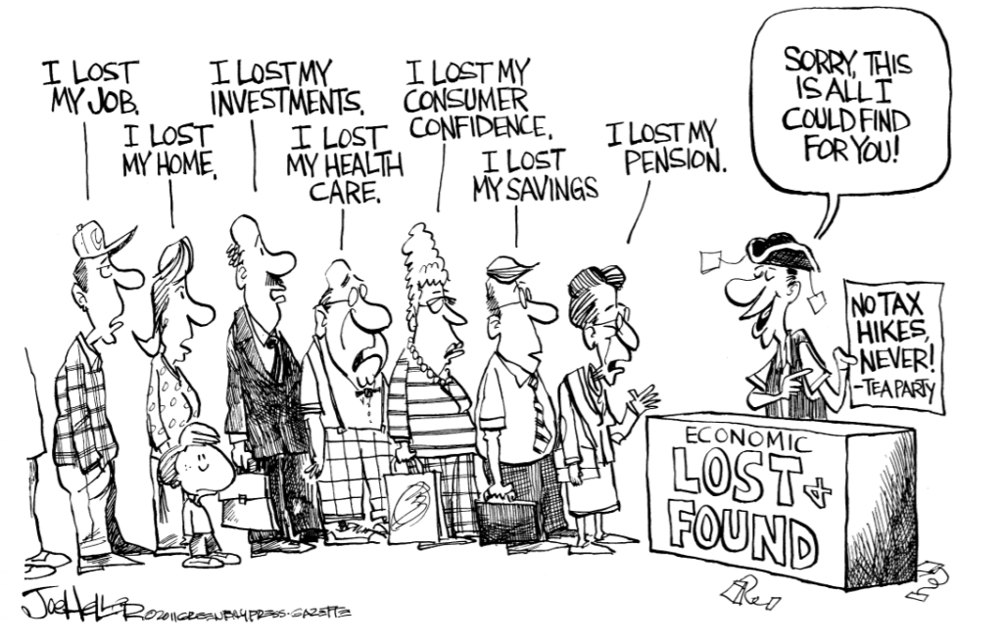 I LOST
MY JOB.
I LOST
MY HOME.
I LOST MY
INVESTMENTS.
I LOST
MY HEALTH
CARE.
I LOST MY
CONSUMER
CONFIDENCE.
I LOST
MY SAVINGS
I LOST MY
PENSION.
SORRY, THIS
IS ALL I
COULD FIND
FOR YOU!
NO TAX
HIKES,
NEVER!
-TEA PARTY
ECONOMIC
LOST &
FOUND
JOE HELLER ©2011 GREEN BAY PRESS-GAZETTE